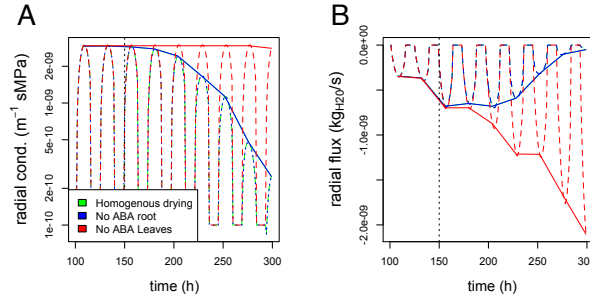 A
radial cond. (m⁻¹ sMPa)
2e-09
1e-09
5e-10
2e-10
1e-10
Homogenous drying
No ABA root
No ABA Leaves
100 150 200 250 300
time (h)
B
radial flux (kgH20/s)
0.0e+00
-1.0e-09
-2.0e-09
100 150 200 250 300
time (h)